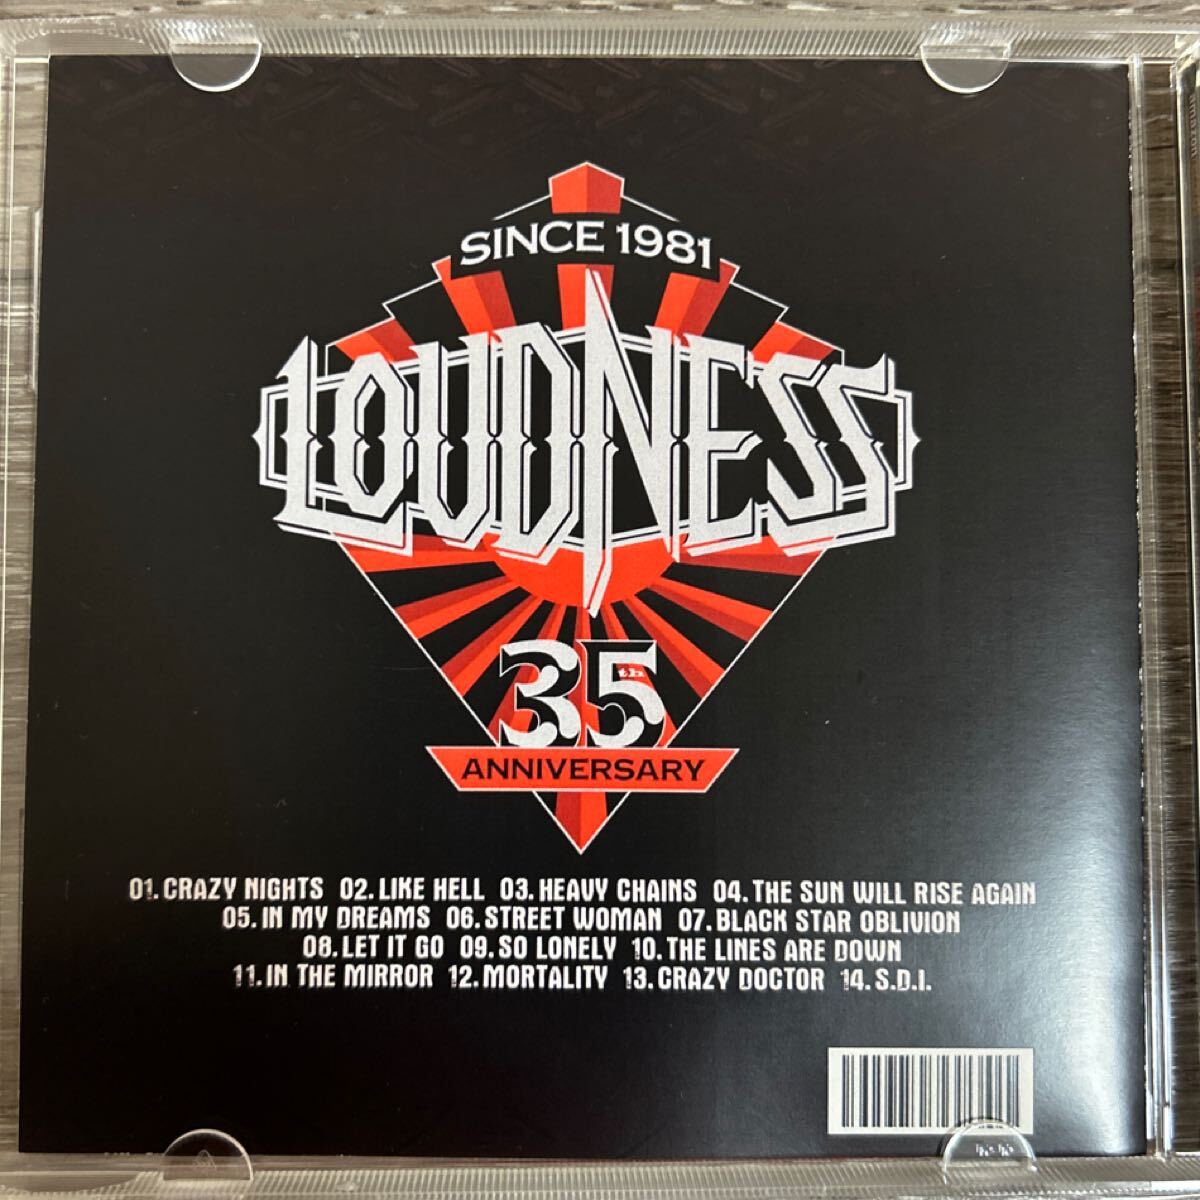 SINCE 1981
LOUDNESS
35th
ANNIVERSARY
01.CRAZY NIGHTS 02.LIKE HELL 03.HEAVY CHAINS 04.THE SUN WILL RISE AGAIN
05.IN MY DREAMS 06.STREET WOMAN 07.BLACK STAR OBLIVION
08.LET IT GO 09.SO LONELY 10.THE LINES ARE DOWN
11.IN THE MIRROR 12.MORTALITY 13.CRAZY DOCTOR 14.S.D.I.